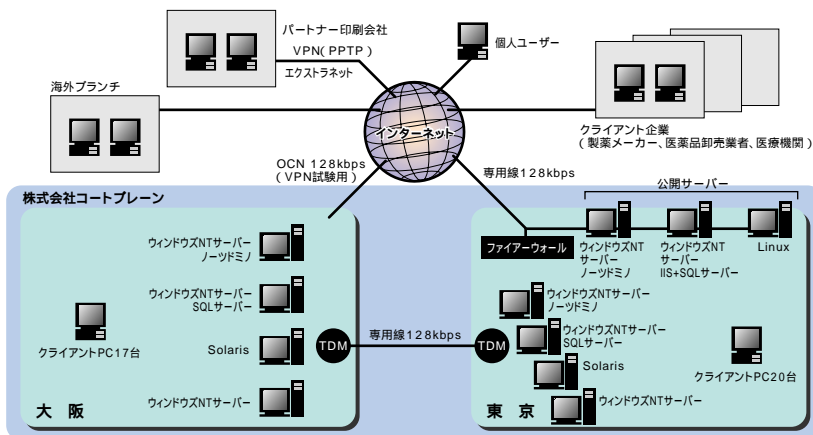 パートナー印刷会社
VPN(PPTP)
エクストラネット
個人ユーザー
海外ブランチ
インターネット
クライアント企業
(製薬メーカー、医薬品卸売業者、医療機関)
OCN 128kbps
(VPN試験用)
専用線128kbps
公開サーバー
株式会社コートプレーン
ファイアーウォール
ウィンドウズNT
サーバー
ノーツドミノ
ウィンドウズNT
サーバー
IIS+SQLサーバー
Linux
ウィンドウズNTサーバー
ノーツドミノ
ウィンドウズNTサーバー
SQLサーバー
Solaris
ウィンドウズNTサーバー
クライアントPC17台
大 阪
TDM
専用線128kbps
TDM
ウィンドウズNTサーバー
ノーツドミノ
ウィンドウズNTサーバー
SQLサーバー
Solaris
ウィンドウズNTサーバー
クライアントPC20台
東 京